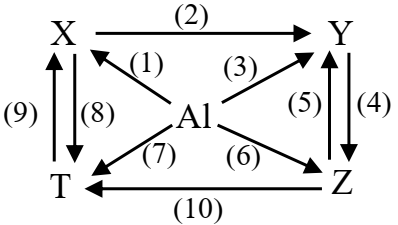 (2)
X Y
(1) (3)
(9) (8) Al (5) (4)
(7) (6)
T Z
(10)